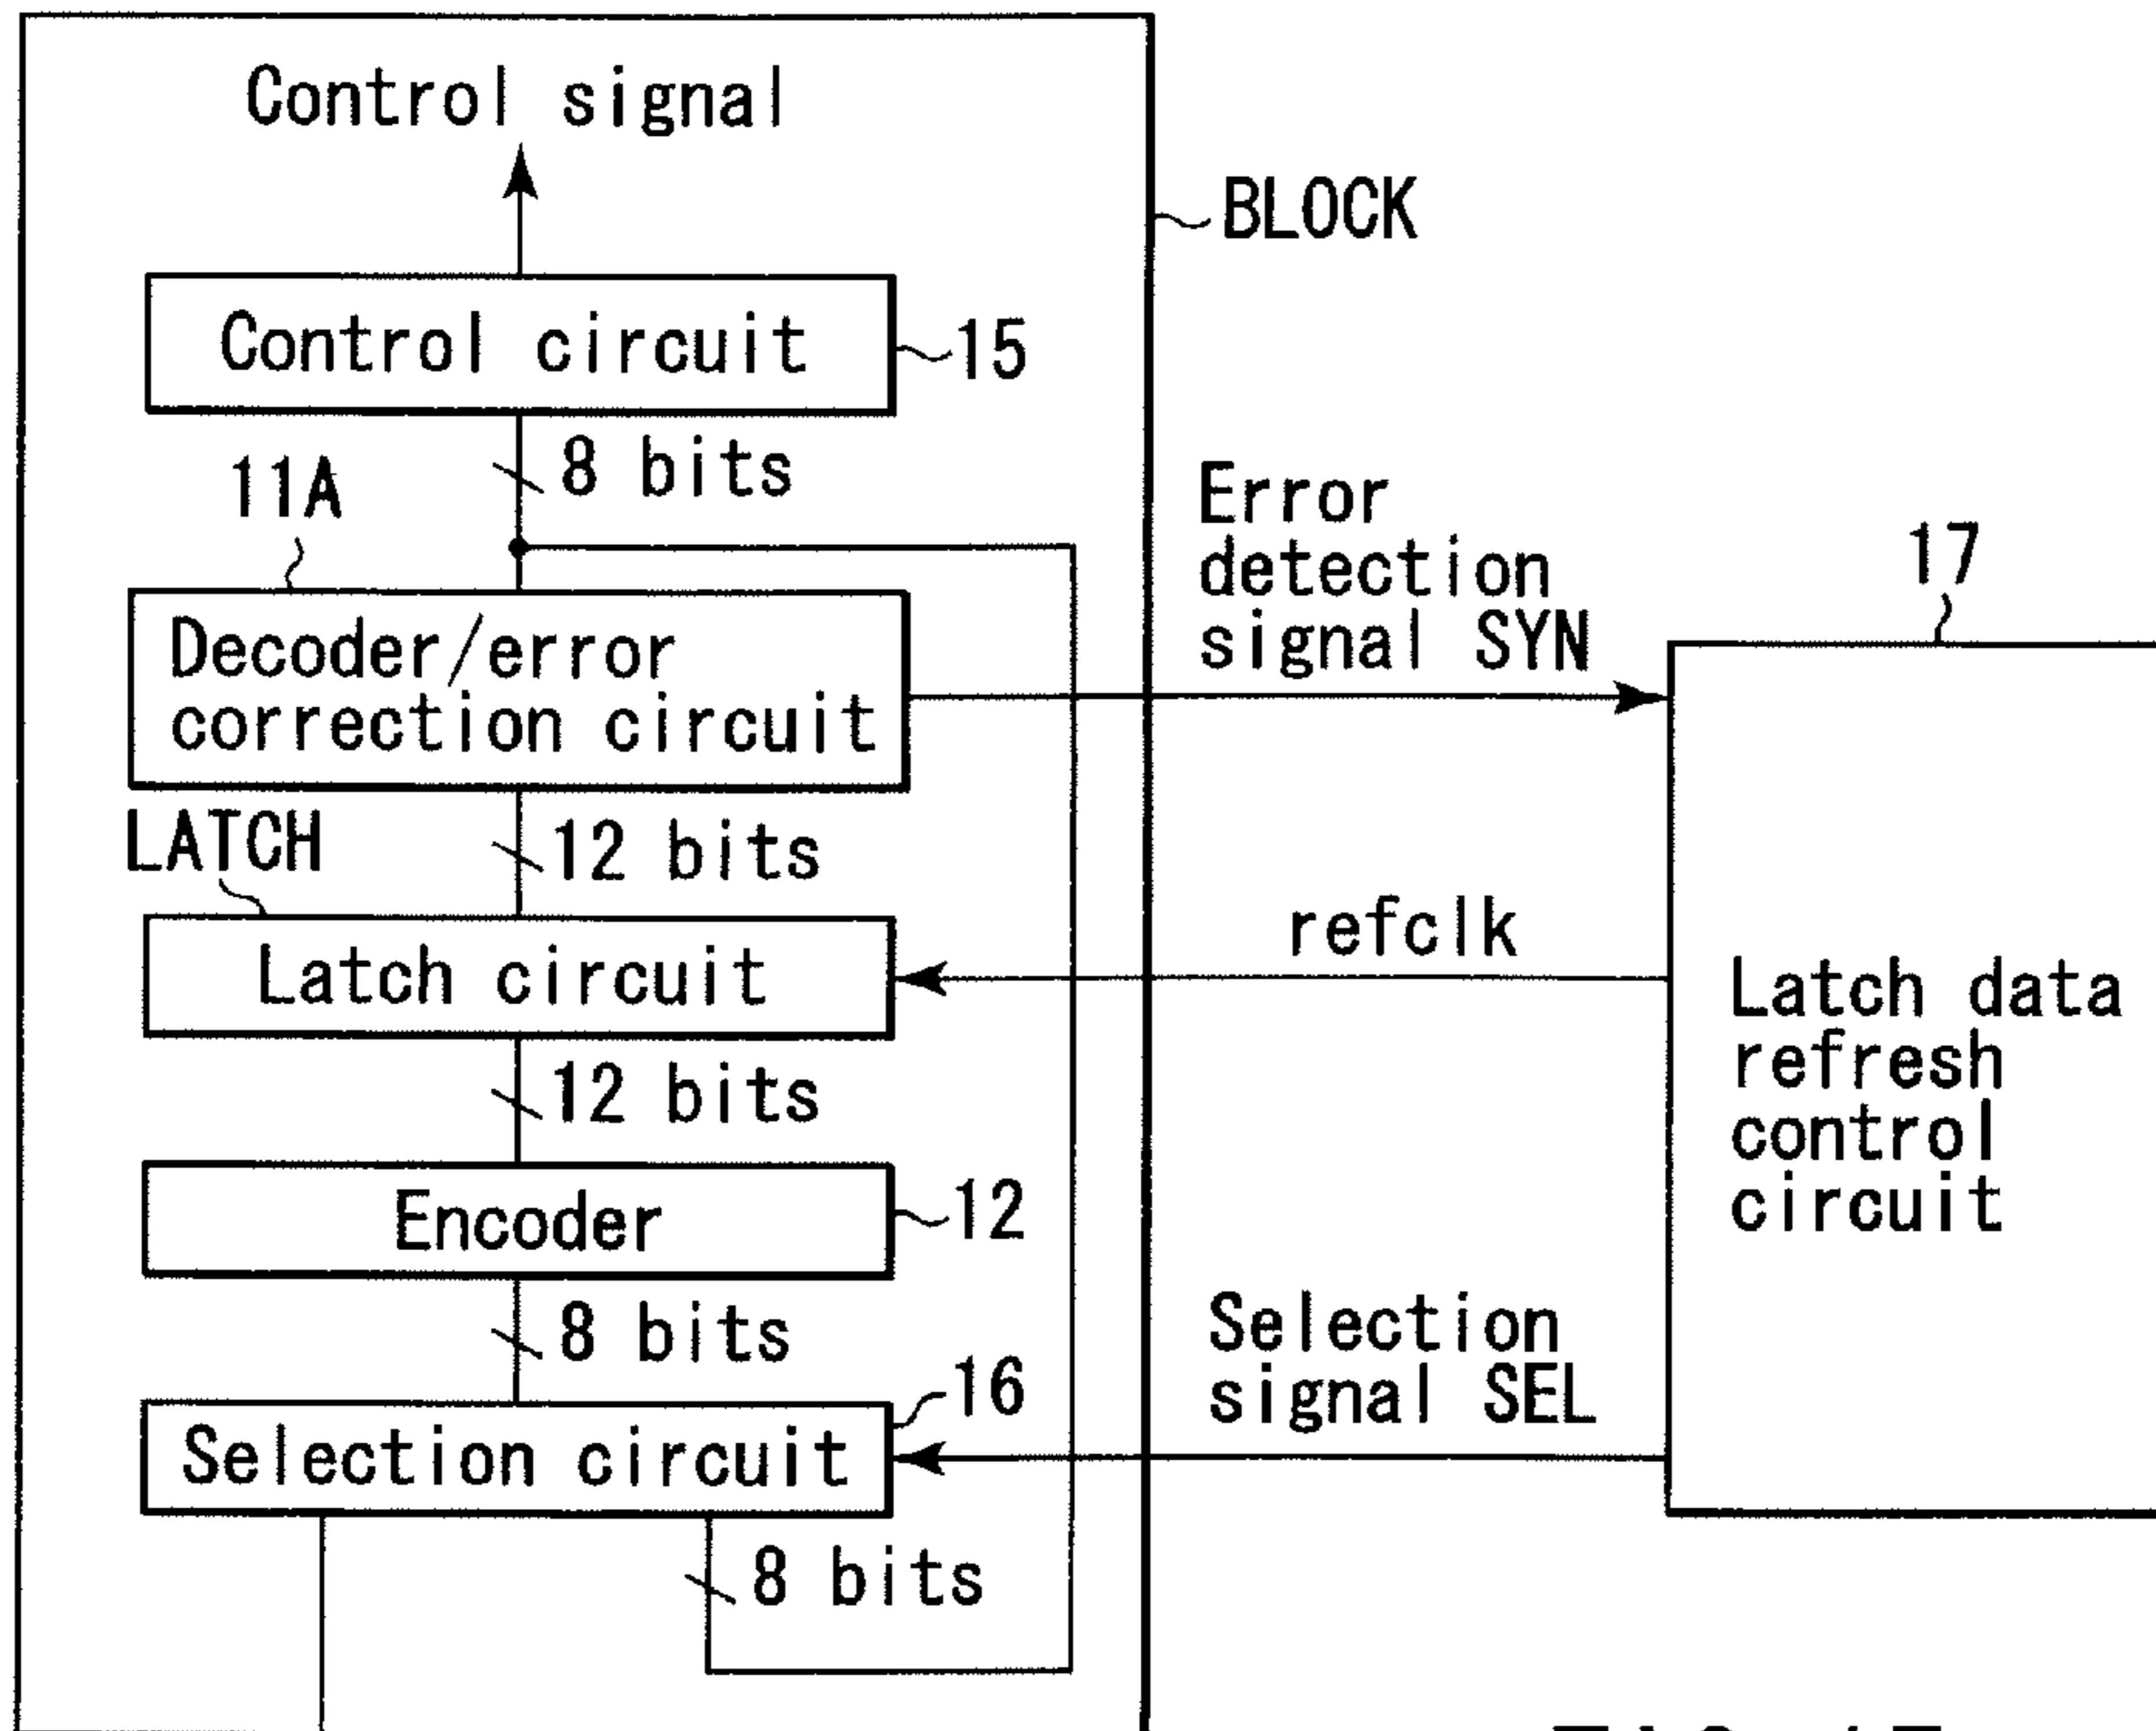 Control signal
BLOCK
Control circuit
15
8 bits
11A
Error
detection
signal SYN
17
Decoder/error
correction circuit
LATCH
12 bits
refclk
Latch circuit
Latch data
refresh
control
circuit
12 bits
Encoder
12
8 bits
Selection
signal SEL
16
Selection circuit
8 bits